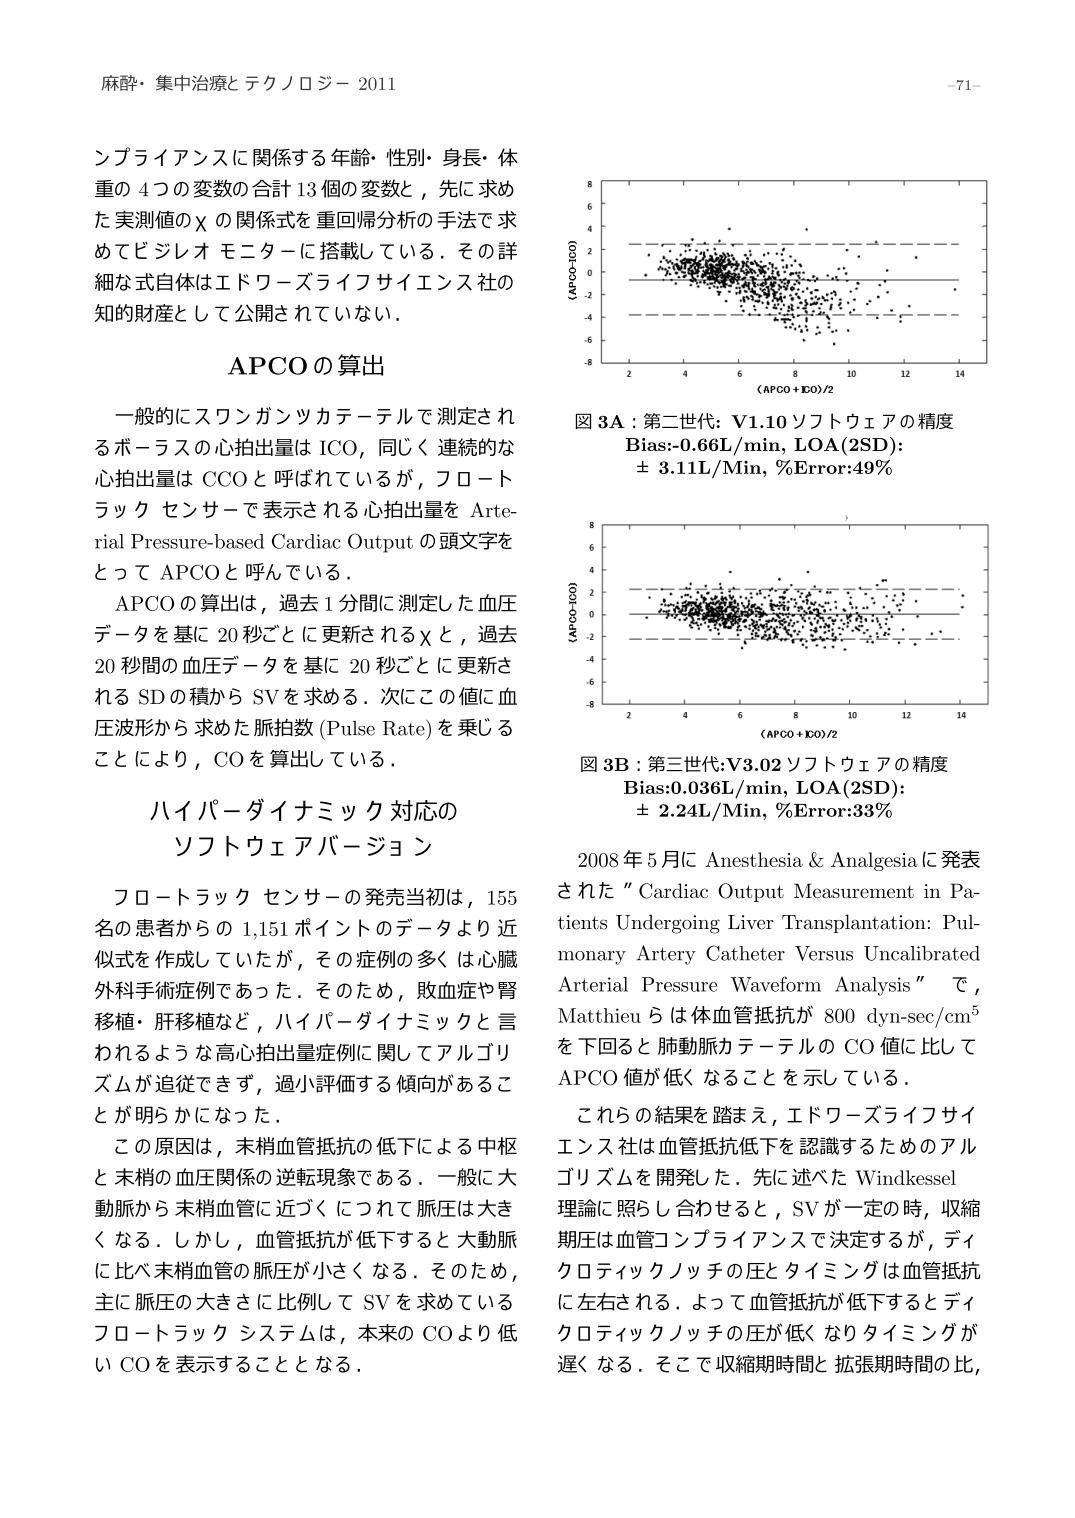 麻酔・集中治療とテクノロジー 2011
–71–
ンプライアンスに関係する年齢・性別・身長・体
重の 4つの変数の合計 13 個の変数と，先に求め
た実測値のχ の関係式を重回帰分析の手法で求
めてビジレオ モニターに搭載している．その詳
細な式自体はエドワーズライフサイエンス社の
知的財産として公開されていない．
APCO の算出
一般的にスワンガンツカテーテルで測定され
るボーラスの心拍出量は ICO，同じく連続的な
心拍出量は CCO と呼ばれているが，フロート
ラック センサーで表示される心拍出量を Arte-
rial Pressure-based Cardiac Output の頭文字を
とって APCO と呼んでいる．
APCO の算出は，過去 1 分間に測定した血圧
データを基に 20 秒ごとに更新されるχ と，過去
20 秒間の血圧データを基に 20 秒ごとに更新さ
れる SD の積から SV を求める．次にこの値に血
圧波形から求めた脈拍数 (Pulse Rate) を乗じる
ことにより，CO を算出している．
ハイパーダイナミック対応の
ソフトウェアバージョン
フロートラック センサーの発売当初は，155
名の患者からの 1,151 ポイントのデータより近
似式を作成していたが，その症例の多くは心臓
外科手術症例であった．そのため，敗血症や腎
移植・肝移植など，ハイパーダイナミックと言
われるような高心拍出量症例に関してアルゴリ
ズムが追従できず，過小評価する傾向があるこ
とが明らかになった．
この原因は，末梢血管抵抗の低下による中枢
と末梢の血圧関係の逆転現象である．一般に大
動脈から末梢血管に近づくにつれて脈圧は大き
くなる．しかし，血管抵抗が低下すると大動脈
に比べ末梢血管の脈圧が小さくなる．そのため，
主に脈圧の大きさに比例して SV を求めている
フロートラック システムは，本来の CO より低
い CO を表示することとなる．
8
6
4
2
0
-2
-4
-6
-8
(APCO-ICO)
2 4 6 8 10 12 14
(APCO+ICO)/2
図 3A：第二世代: V1.10 ソフトウェアの精度
Bias:-0.66L/min, LOA(2SD):
± 3.11L/Min, %Error:49%
8
6
4
2
0
-2
-4
-6
-8
(APCO-ICO)
2 4 6 8 10 12 14
(APCO+ICO)/2
図 3B：第三世代:V3.02 ソフトウェアの精度
Bias:0.036L/min, LOA(2SD):
± 2.24L/Min, %Error:33%
2008 年 5 月に Anesthesia & Analgesia に発表
された ″Cardiac Output Measurement in Pa-
tients Undergoing Liver Transplantation: Pul-
monary Artery Catheter Versus Uncalibrated
Arterial Pressure Waveform Analysis″ で，
Matthieu らは体血管抵抗が 800 dyn-sec/cm⁵
を下回ると肺動脈カテーテルの CO 値に比して
APCO 値が低くなることを示している．
これらの結果を踏まえ，エドワーズライフサイ
エンス社は血管抵抗低下を認識するためのアル
ゴリズムを開発した．先に述べた Windkessel
理論に照らし合わせると，SV が一定の時，収縮
期圧は血管コンプライアンスで決定するが，ディ
クロティックノッチの圧とタイミングは血管抵抗
に左右される．よって血管抵抗が低下するとディ
クロティックノッチの圧が低くなりタイミングが
遅くなる．そこで収縮期時間と拡張期時間の比，